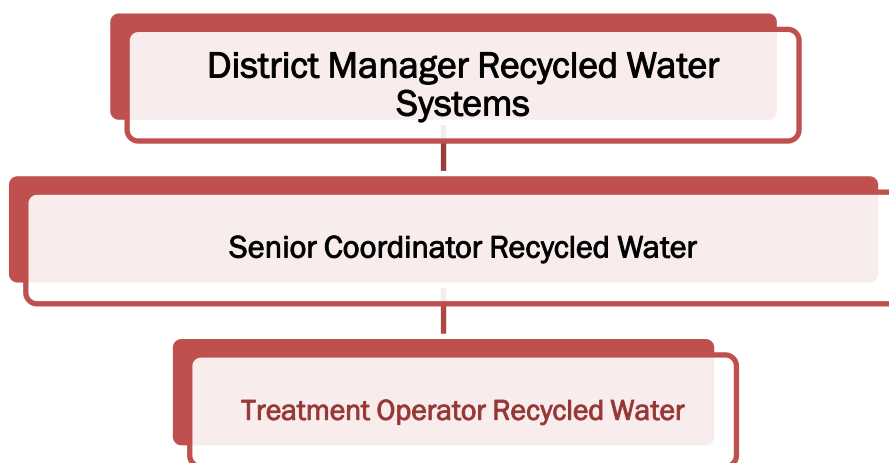 District Manager Recycled Water
Systems
Senior Coordinator Recycled Water
Treatment Operator Recycled Water